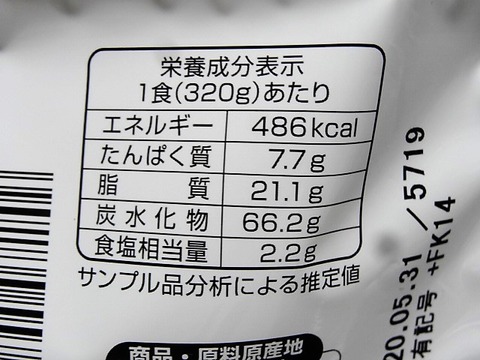 栄養成分表示
1食(320g)あたり
エネルギー 486kcal
たんぱく質 7.7g
脂質 21.1g
炭水化物 66.2g
食塩相当量 2.2g
サンプル品分析による推定値
商品・原料原産地
20.05.31/5719
有記号 +FK14